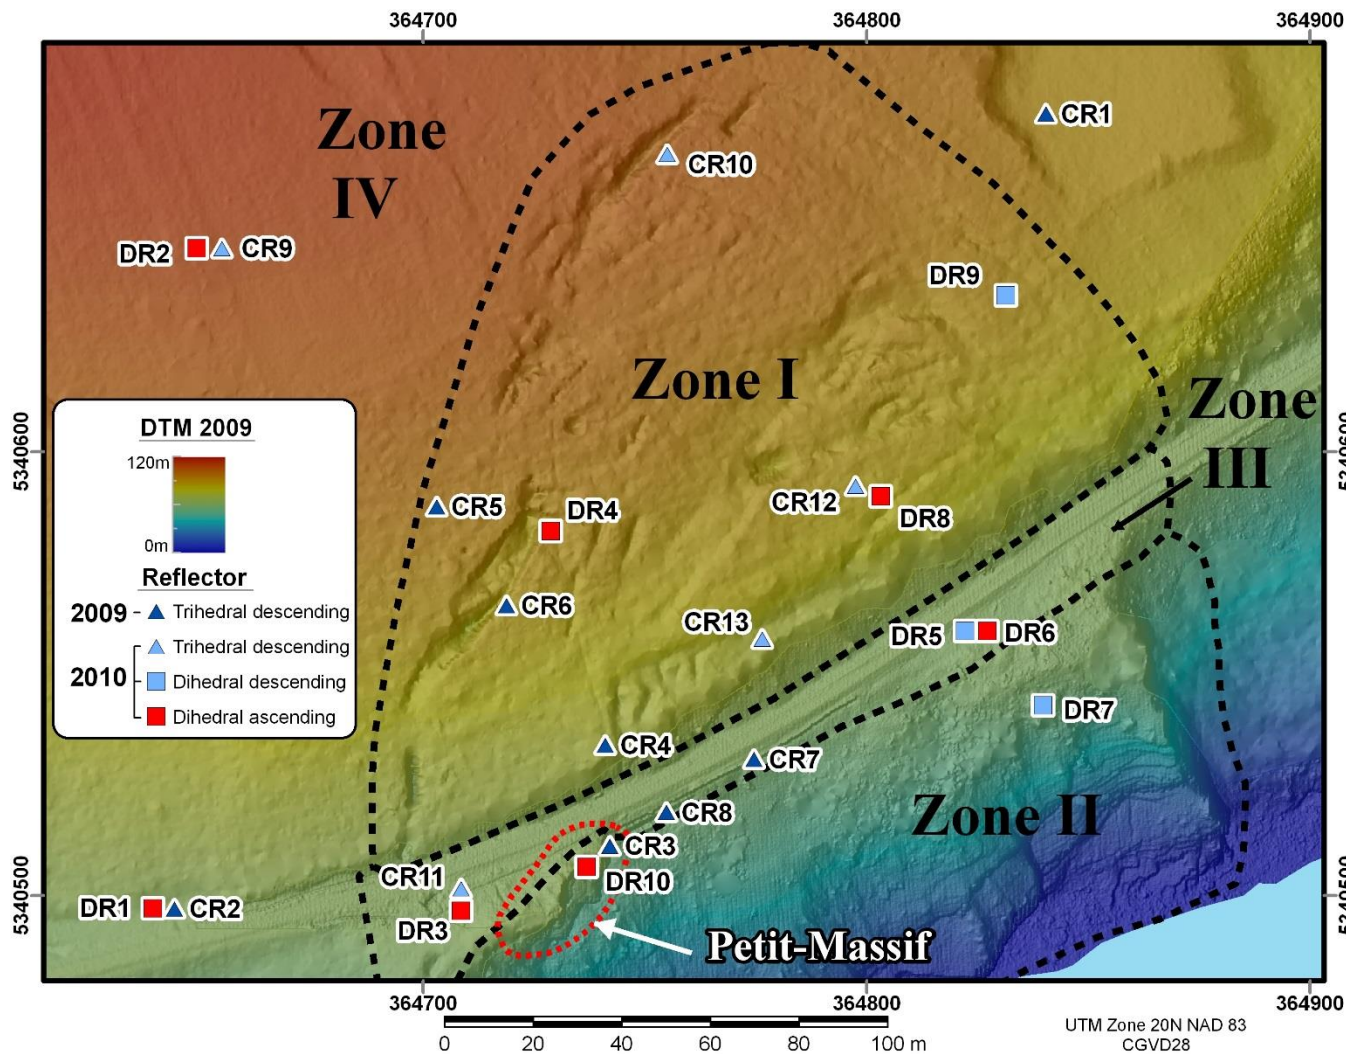 364700
364800
364900
Zone
IV
CR1
CR10
DR2
CR9
DR9
Zone I
Zone
III
5340600
5340600
DTM 2009
120m
0m
Reflector
2009
Trihedral descending
2010
Trihedral descending
Dihedral descending
Dihedral ascending
CR5
DR4
CR12
DR8
CR6
CR13
DR5
DR6
DR7
CR4
CR7
Zone II
CR8
CR3
CR11
DR10
DR1
CR2
DR3
5340500
5340500
Petit-Massif
364700
364800
364900
0
20
40
60
80
100 m
UTM Zone 20N NAD 83
CGVD28